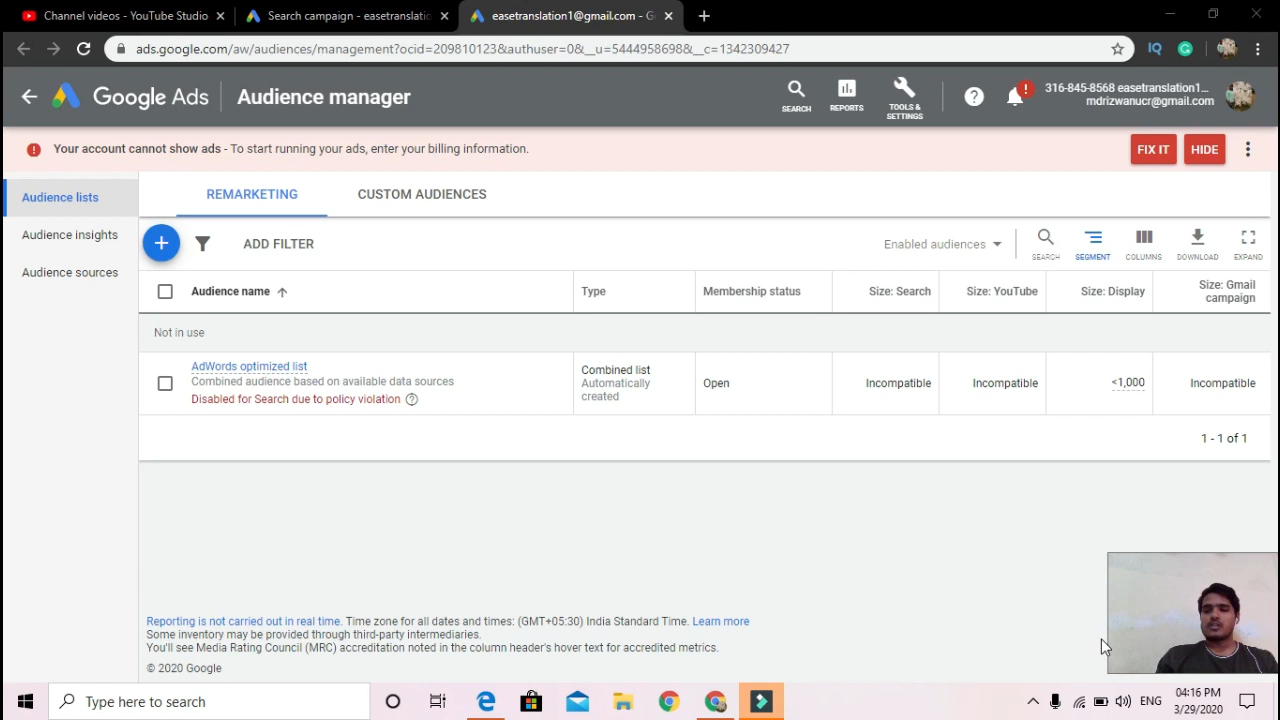 Channel videos - YouTube Studio
Search campaign - easetranslatio
easetranslation1@gmail.com - G
ads.google.com/aw/audiences/management?ocid=209810123&authuser=0&__u=5444958698&__c=1342309427
IQ
Google Ads
Audience manager
SEARCH
REPORTS
TOOLS &
SETTINGS
316-845-8568 easetranslation1...
mdrizwanucr@gmail.com
Your account cannot show ads - To start running your ads, enter your billing information.
FIX IT
HIDE
Audience lists
Audience insights
Audience sources
REMARKETING
CUSTOM AUDIENCES
ADD FILTER
Enabled audiences
SEARCH
SEGMENT
COLUMNS
DOWNLOAD
EXPAND
Audience name
Type
Membership status
Size: Search
Size: YouTube
Size: Display
Size: Gmail
campaign
Not in use
AdWords optimized list
Combined audience based on available data sources
Disabled for Search due to policy violation
Combined list
Automatically
created
Open
Incompatible
Incompatible
<1,000
Incompatible
1 - 1 of 1
Reporting is not carried out in real time. Time zone for all dates and times: (GMT+05:30) India Standard Time. Learn more
Some inventory may be provided through third-party intermediaries.
You'll see Media Rating Council (MRC) accreditation noted in the column header's hover text for accredited metrics.
© 2020 Google
Type here to search
ENG
04:16 PM
3/29/2020